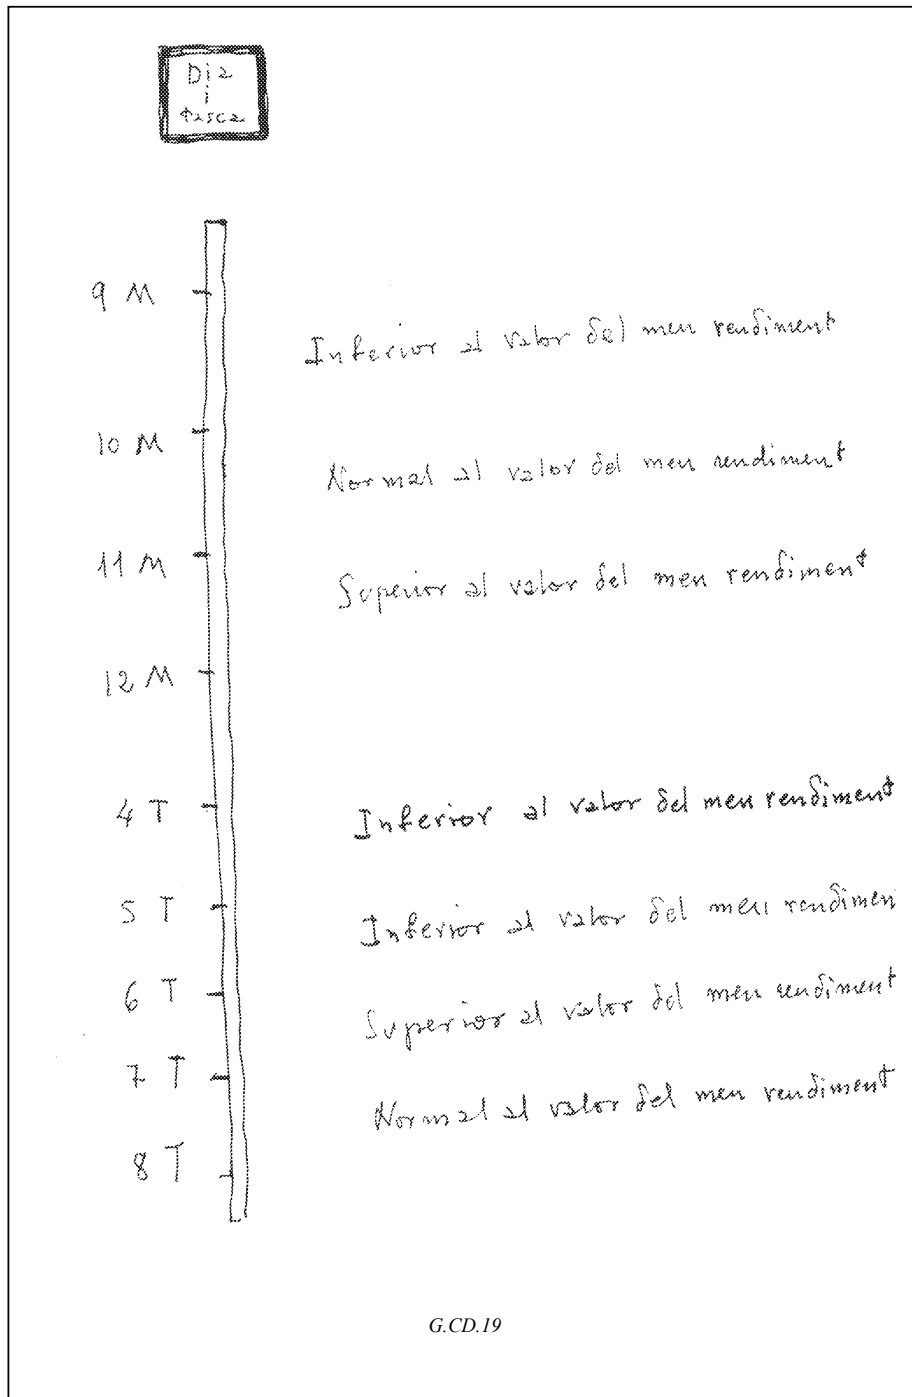 Dia
i
tasca
9 M
Inferior al valor del meu rendiment
10 M
Normal al valor del meu rendiment
11 M
Superior al valor del meu rendiment
12 M
4 T
Inferior al valor del meu rendiment
5 T
Inferior al valor del meu rendimen
6 T
Superior al valor del meu rendiment
7 T
Normal al valor del meu rendiment
8 T
G.CD.19